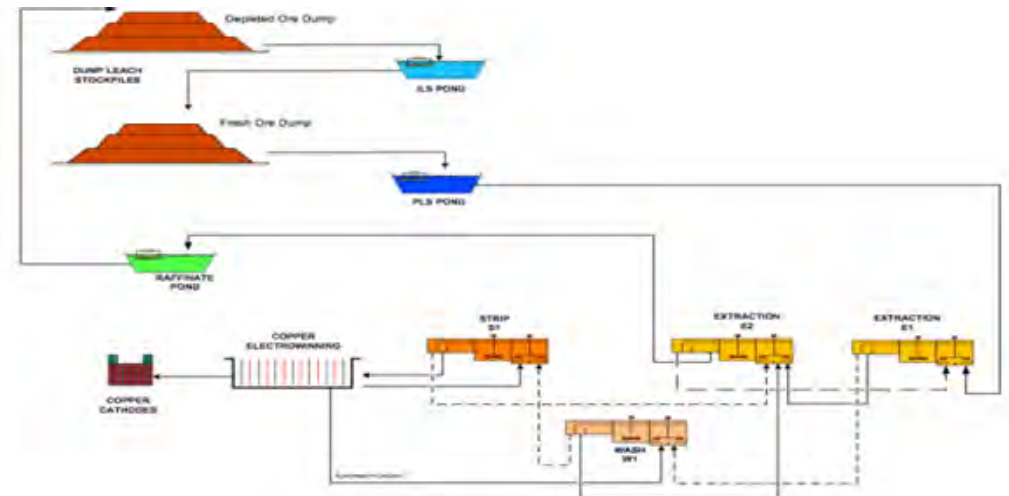 Depleted Ore Dump
DUMP LEACH
STOCKPILES
ILS POND
Fresh Ore Dump
PLS POND
RAFFINATE
POND
STRIP
S1
EXTRACTION
E2
EXTRACTION
E1
COPPER
ELECTROWINNING
COPPER
CATHODES
WASH
W1